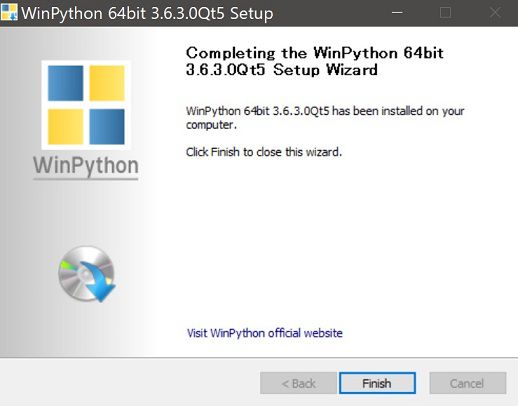 WinPython 64bit 3.6.3.0Qt5 Setup
Completing the WinPython 64bit
3.6.3.0Qt5 Setup Wizard
WinPython 64bit 3.6.3.0Qt5 has been installed on your
computer.
Click Finish to close this wizard.
WinPython
Visit WinPython official website
< Back
Finish
Cancel